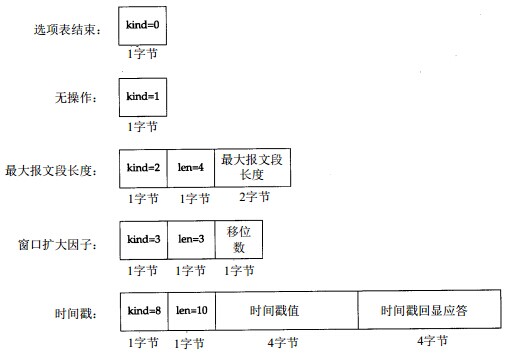 选项表结束：
kind=0
1字节
无操作：
kind=1
1字节
最大报文段长度：
kind=2 len=4 最大报文段
长度
1字节 1字节 2字节
窗口扩大因子：
kind=3 len=3 移位
数
1字节 1字节 1字节
时间戳：
kind=8 len=10 时间戳值 时间戳回显应答
1字节 1字节 4字节 4字节